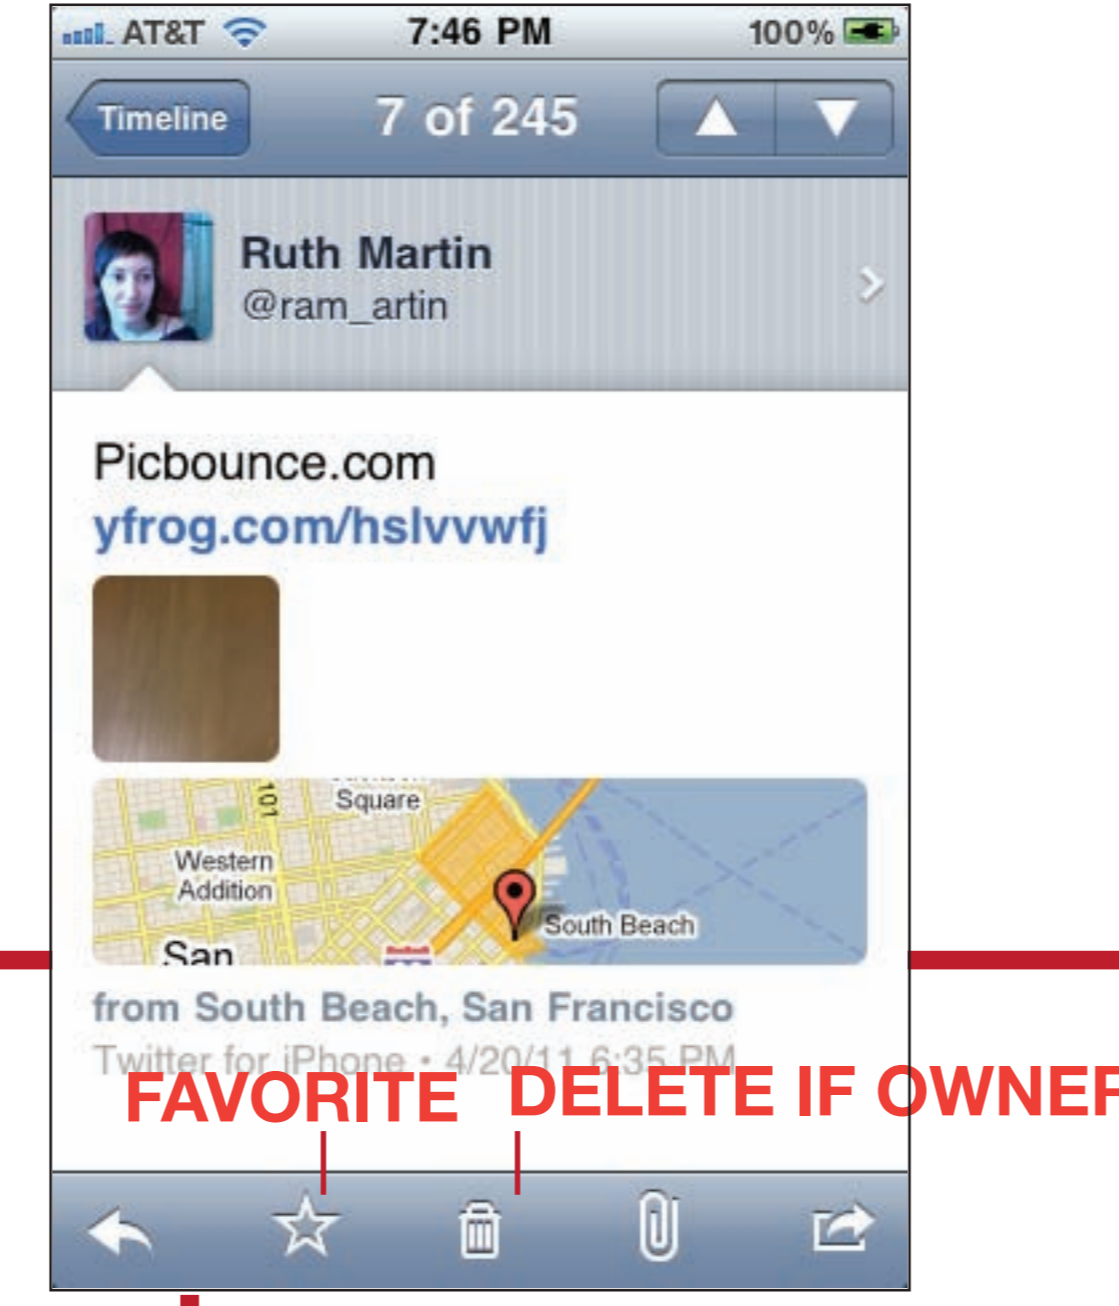 AT&T 7:46 PM 100%
Timeline 7 of 245
Ruth Martin
@ram_artin
Picbounce.com
yfrog.com/hslvvwfj
101
Square
Western
Addition
South Beach
San
from South Beach, San Francisco
Twitter for iPhone • 4/20/11 6:35 PM
FAVORITE DELETE IF OWNER